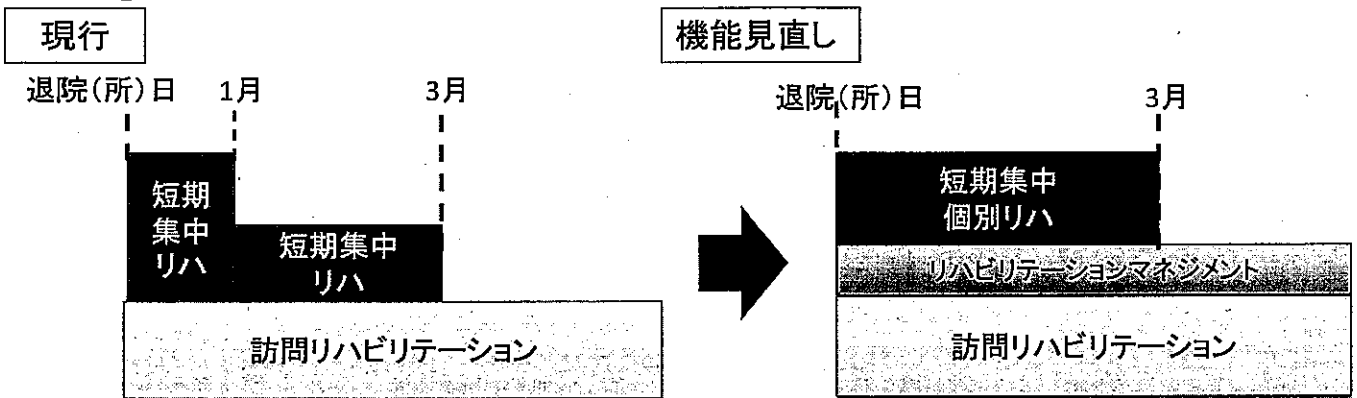 現行
退院(所)日 1月 3月
短期
集中
リハ
短期集中
リハ
訪問リハビリテーション
機能見直し
退院(所)日 3月
短期集中
個別リハ
リハビリテーションマネジメント
訪問リハビリテーション